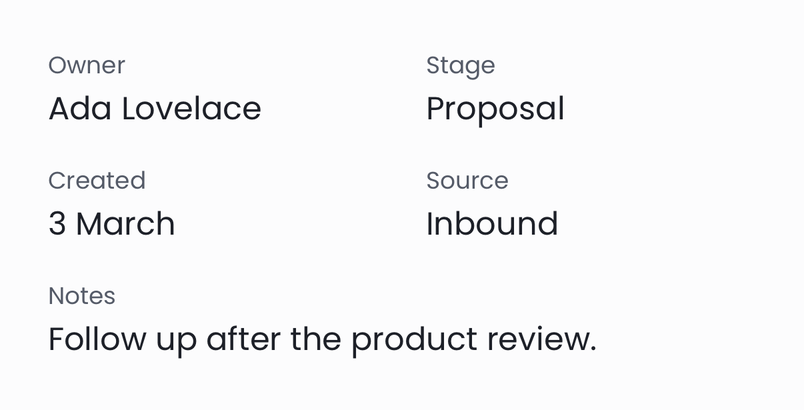 Owner
Ada Lovelace
Stage
Proposal
Created
3 March
Source
Inbound
Notes
Follow up after the product review.